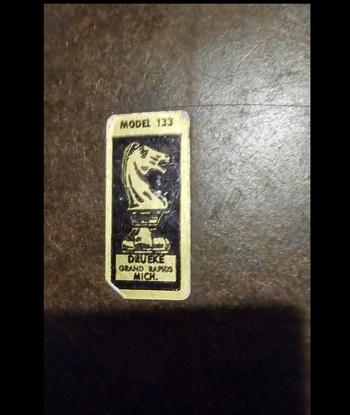 MODEL 133
DRUEKE
GRAND RAPIDS
MICH.